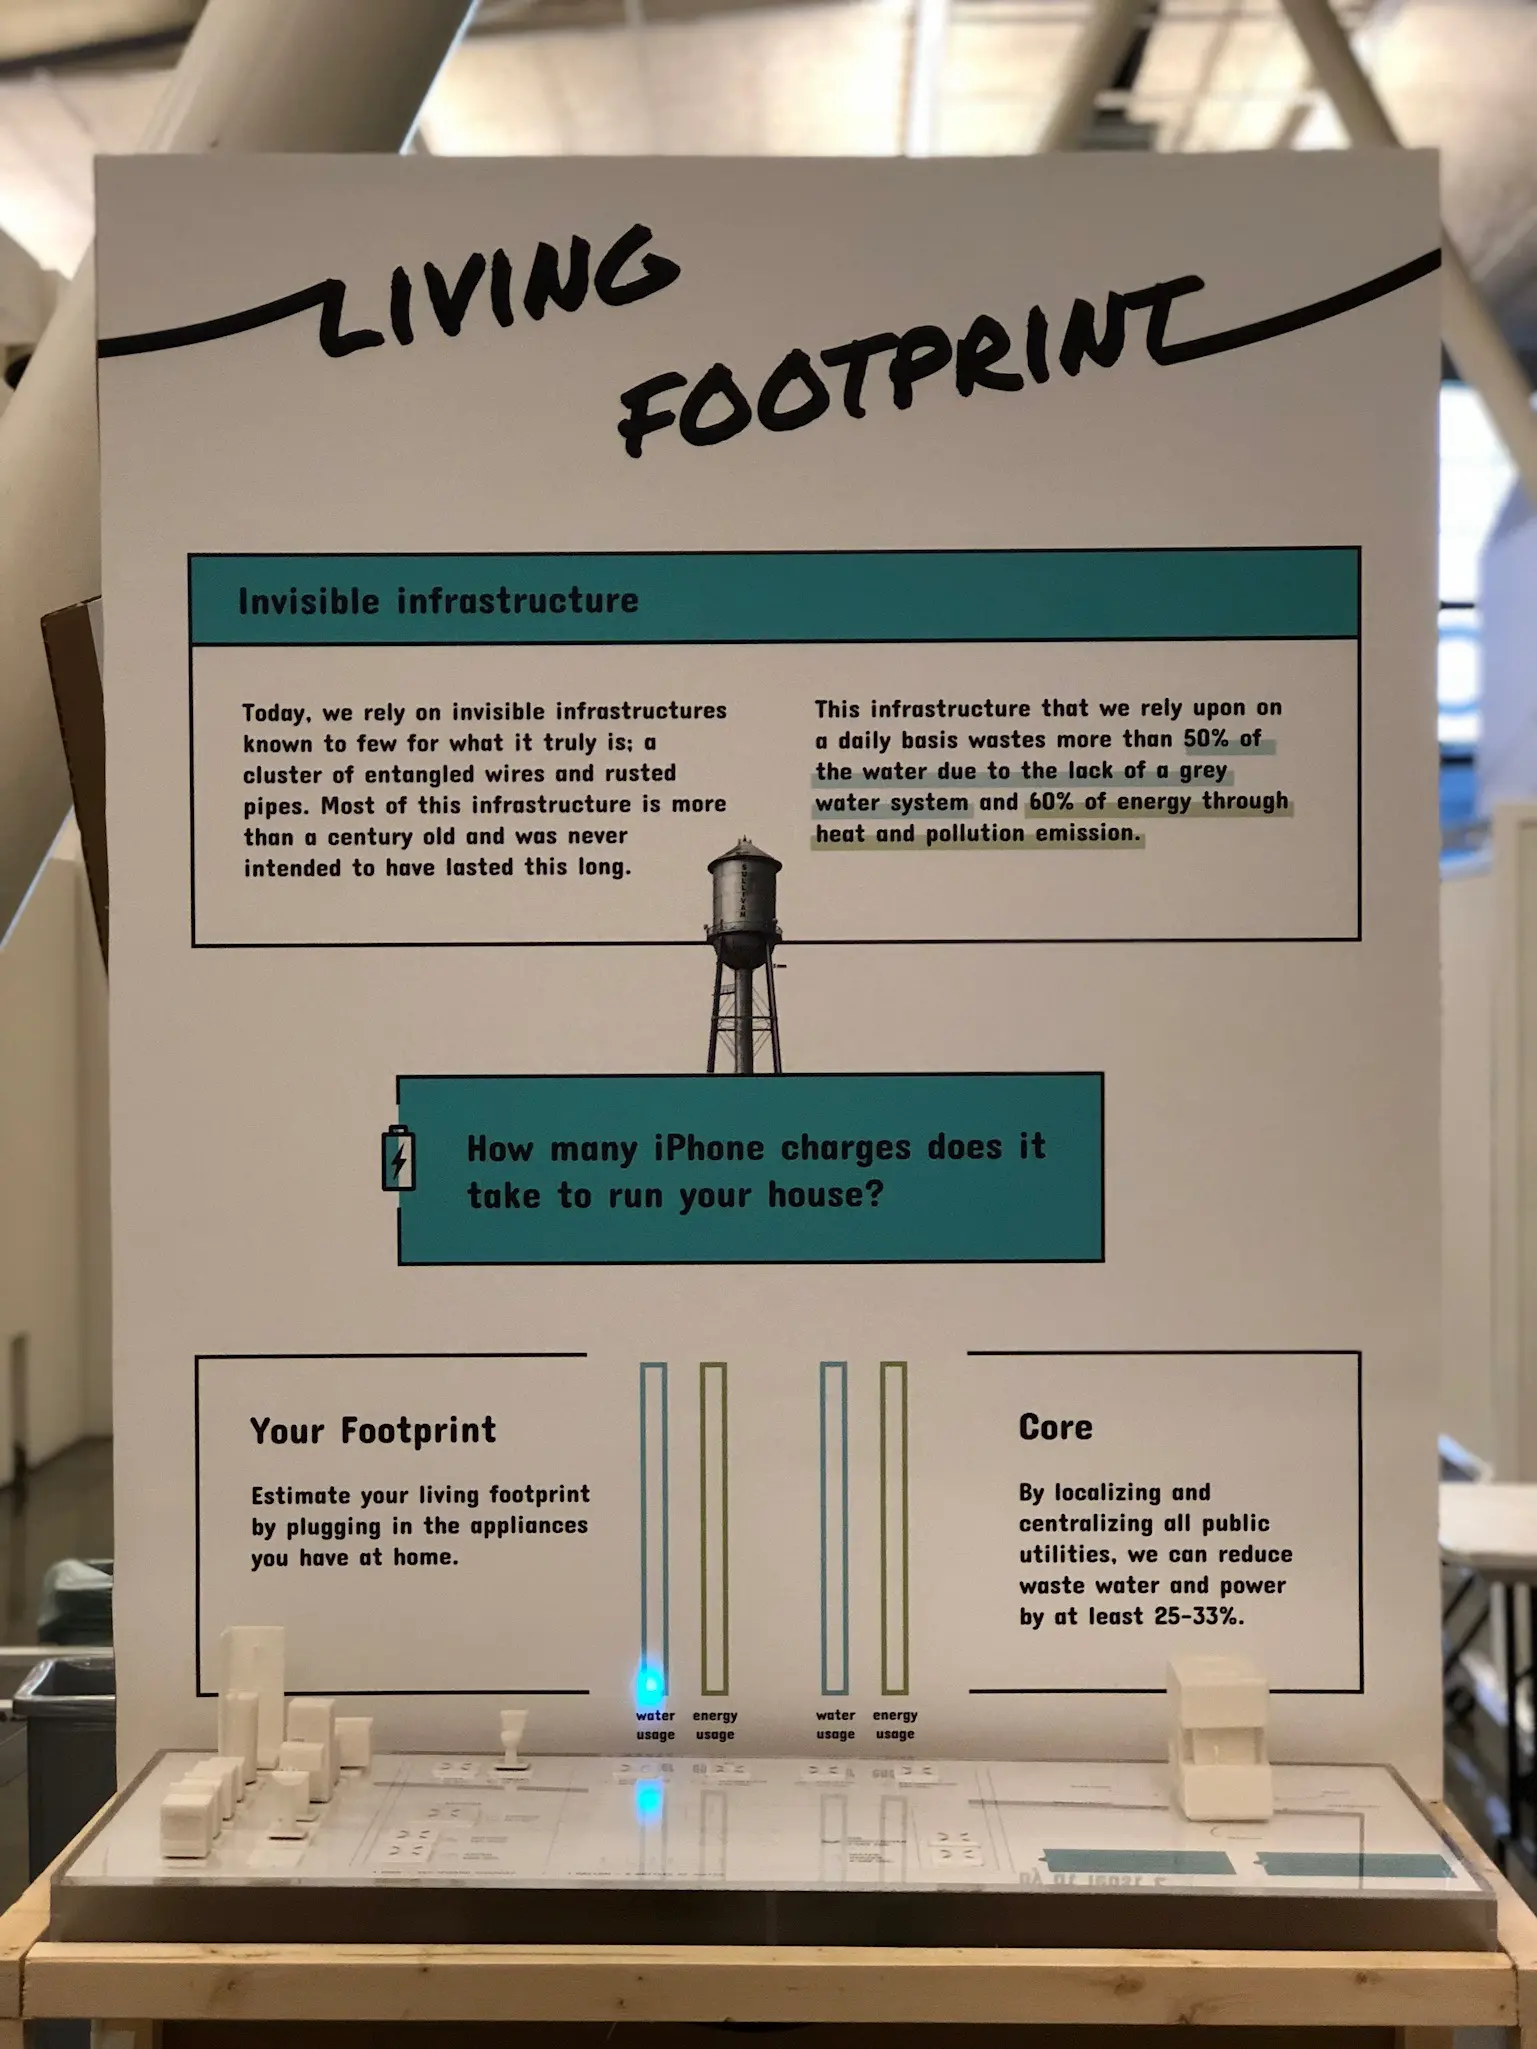 LIVING
FOOTPRINT
Invisible infrastructure
Today, we rely on invisible infrastructures
known to few for what it truly is; a
cluster of entangled wires and rusted
pipes. Most of this infrastructure is more
than a century old and was never
intended to have lasted this long.
This infrastructure that we rely upon on
a daily basis wastes more than 50% of
the water due to the lack of a grey
water system and 60% of energy through
heat and pollution emission.
SULLIVAN
How many iPhone charges does it
take to run your house?
Your Footprint
Estimate your living footprint
by plugging in the appliances
you have at home.
water
usage
energy
usage
water
usage
energy
usage
Core
By localizing and
centralizing all public
utilities, we can reduce
waste water and power
by at least 25-33%.